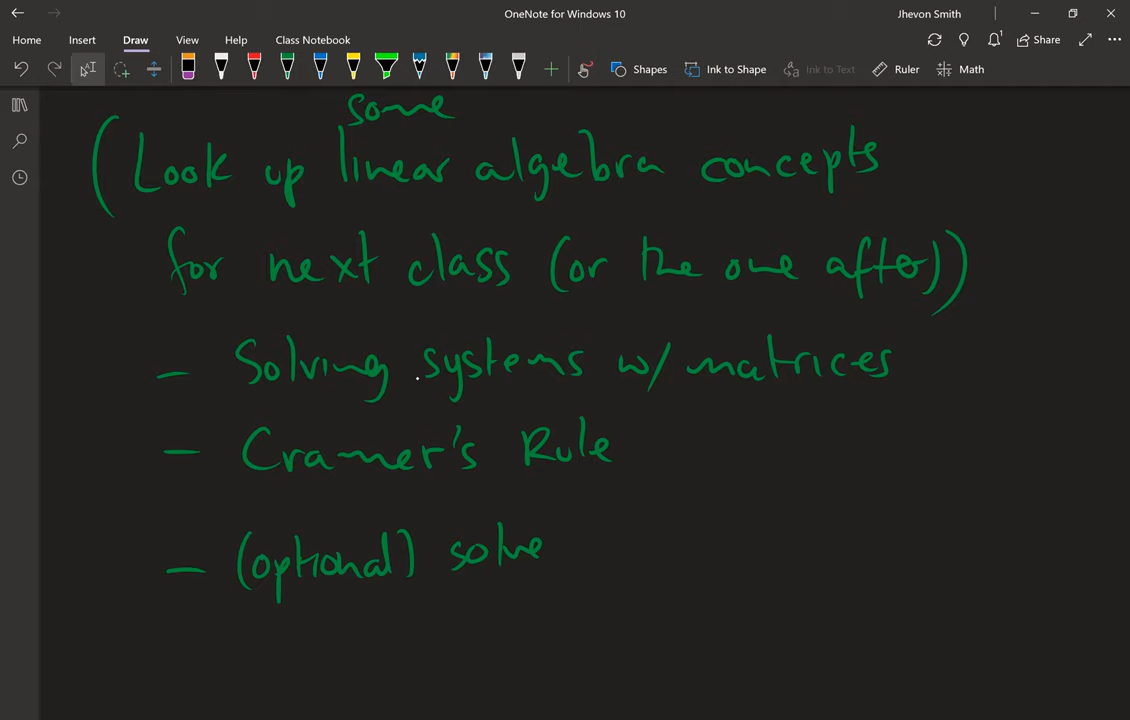 OneNote for Windows 10
Jhevon Smith
Home Insert Draw View Help Class Notebook
Share
Shapes Ink to Shape Ink to Text Ruler Math
some
(Look up linear algebra concepts
for next class (or the one after))
- Solving systems w/ matrices
- Cramer's Rule
- (optional) solve